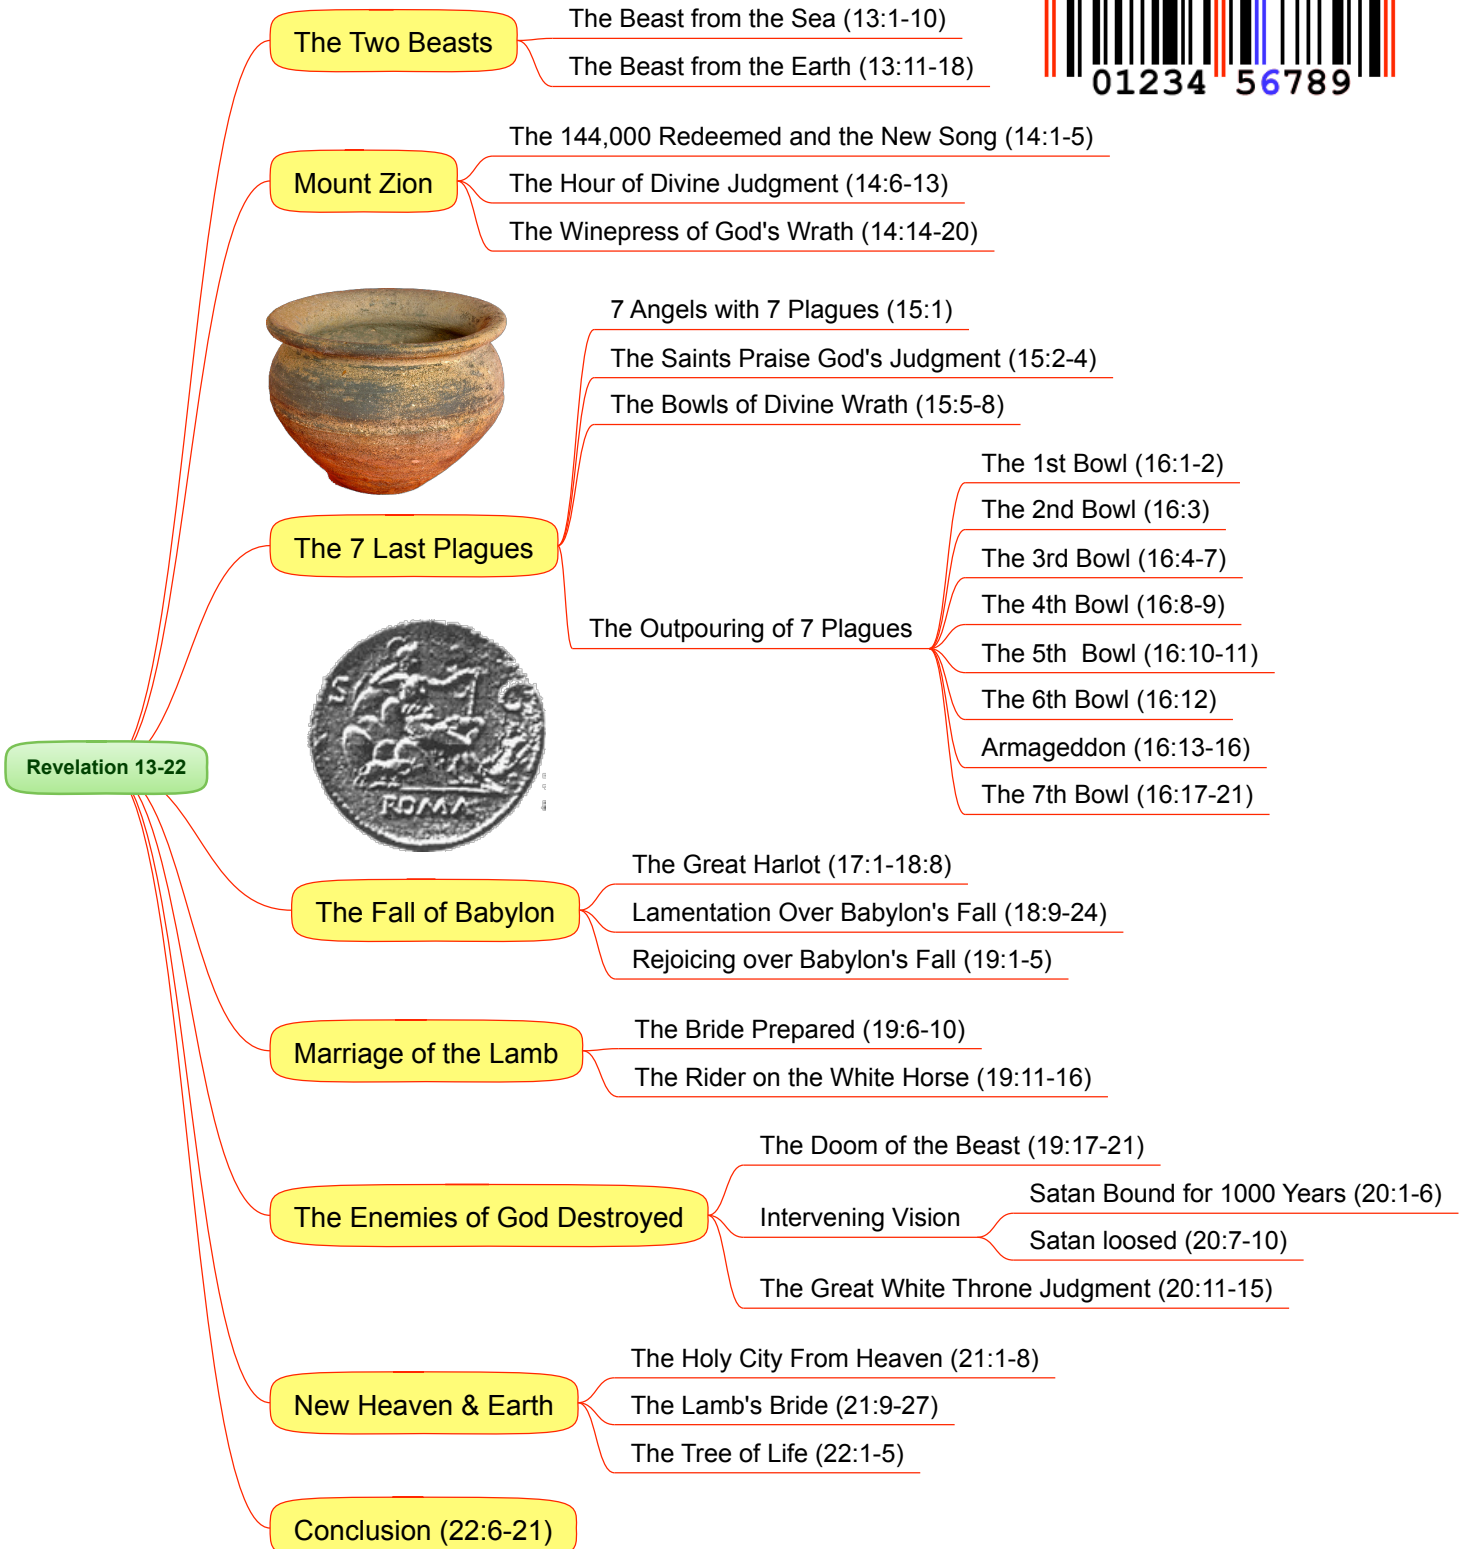 The Two Beasts
The Beast from the Sea (13:1-10)
The Beast from the Earth (13:11-18)
01234 56789
Mount Zion
The 144,000 Redeemed and the New Song (14:1-5)
The Hour of Divine Judgment (14:6-13)
The Winepress of God's Wrath (14:14-20)
The 7 Last Plagues
7 Angels with 7 Plagues (15:1)
The Saints Praise God's Judgment (15:2-4)
The Bowls of Divine Wrath (15:5-8)
The Outpouring of 7 Plagues
The 1st Bowl (16:1-2)
The 2nd Bowl (16:3)
The 3rd Bowl (16:4-7)
The 4th Bowl (16:8-9)
The 5th  Bowl (16:10-11)
The 6th Bowl (16:12)
Armageddon (16:13-16)
The 7th Bowl (16:17-21)
S C
ROMA
Revelation 13-22
The Fall of Babylon
The Great Harlot (17:1-18:8)
Lamentation Over Babylon's Fall (18:9-24)
Rejoicing over Babylon's Fall (19:1-5)
Marriage of the Lamb
The Bride Prepared (19:6-10)
The Rider on the White Horse (19:11-16)
The Enemies of God Destroyed
The Doom of the Beast (19:17-21)
Intervening Vision
Satan Bound for 1000 Years (20:1-6)
Satan loosed (20:7-10)
The Great White Throne Judgment (20:11-15)
New Heaven & Earth
The Holy City From Heaven (21:1-8)
The Lamb's Bride (21:9-27)
The Tree of Life (22:1-5)
Conclusion (22:6-21)